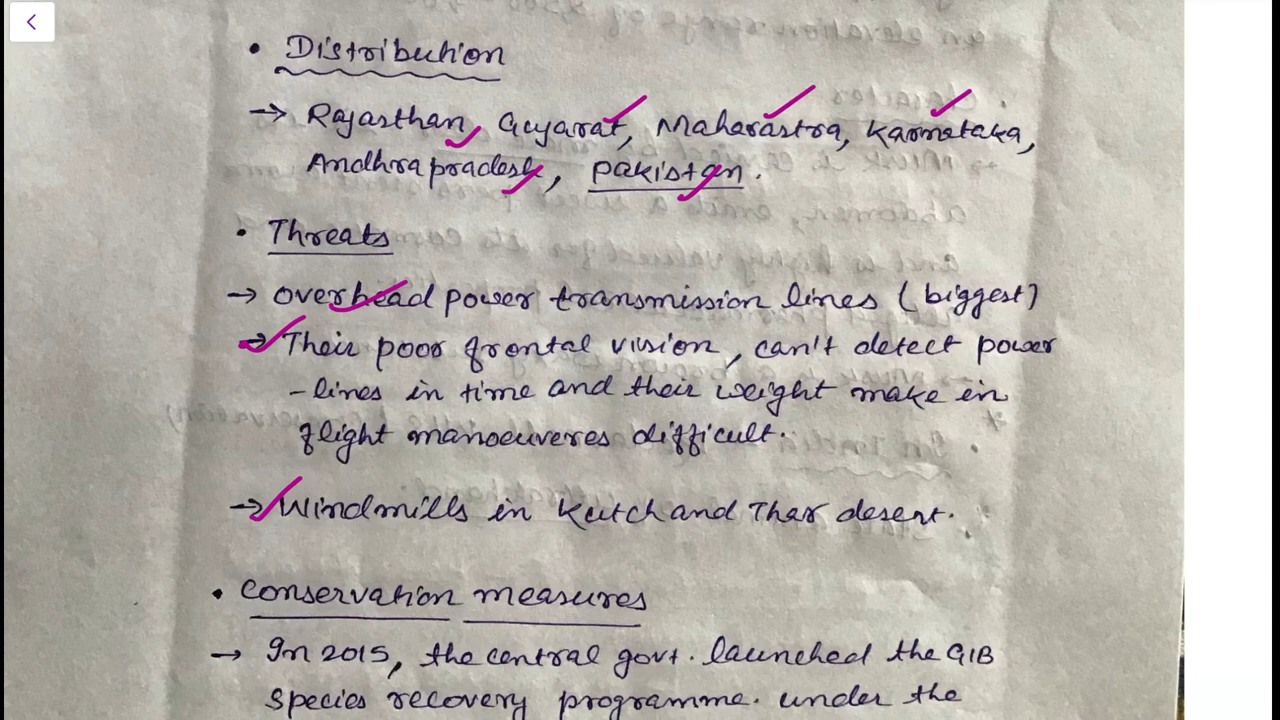 • Distribution
→ Rajasthan, Gujarat, Maharastra, Karnataka,
Andhra pradesh, Pakistan.
• Threats
→ overhead power transmission lines (biggest)
→ Their poor frontal vision, can't detect power
-lines in time and their weight make in
flight manoeuveres difficult.
→ Windmills in Kutch and Thar desert.
• Conservation measures
→ In 2015, the central govt. launched the GIB
Species recovery programme. under the